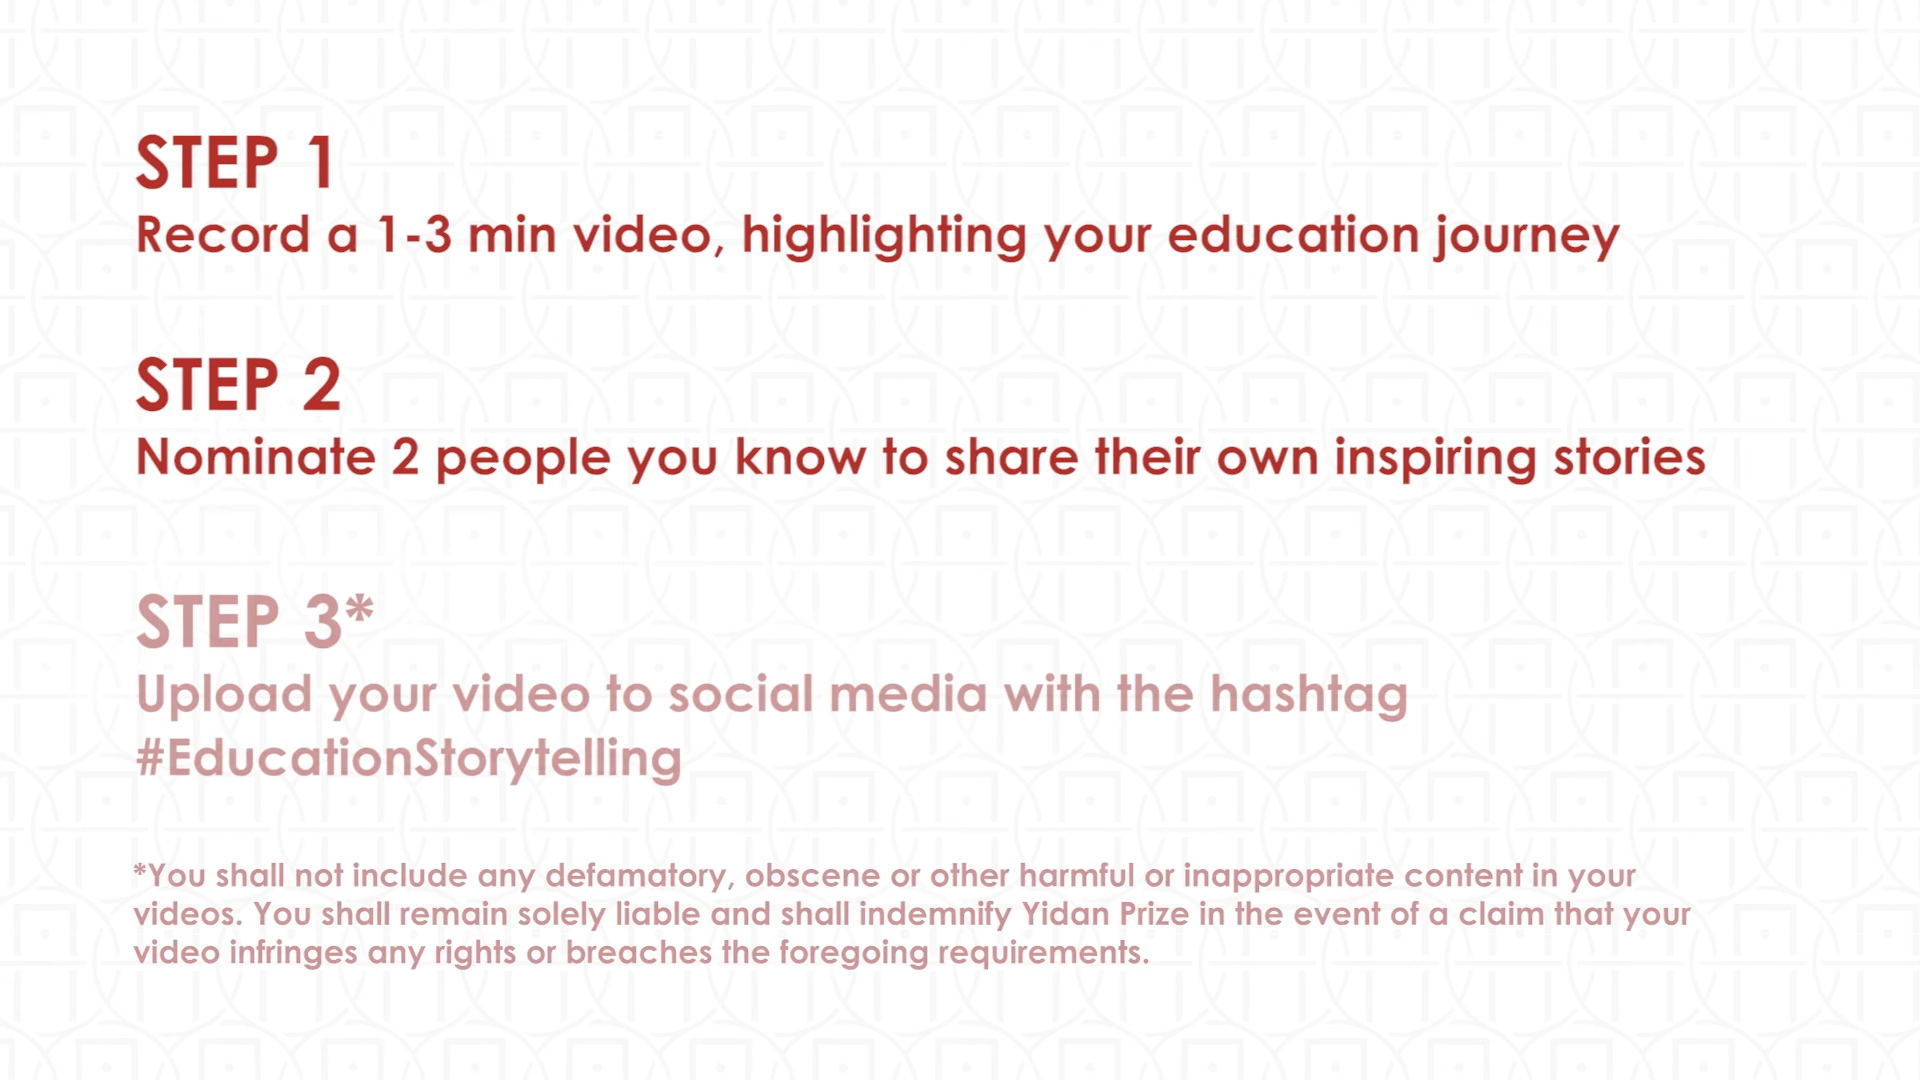 STEP 1
Record a 1-3 min video, highlighting your education journey
STEP 2
Nominate 2 people you know to share their own inspiring stories
STEP 3*
Upload your video to social media with the hashtag
#EducationStorytelling
*You shall not include any defamatory, obscene or other harmful or inappropriate content in your
videos. You shall remain solely liable and shall indemnify Yidan Prize in the event of a claim that your
video infringes any rights or breaches the foregoing requirements.